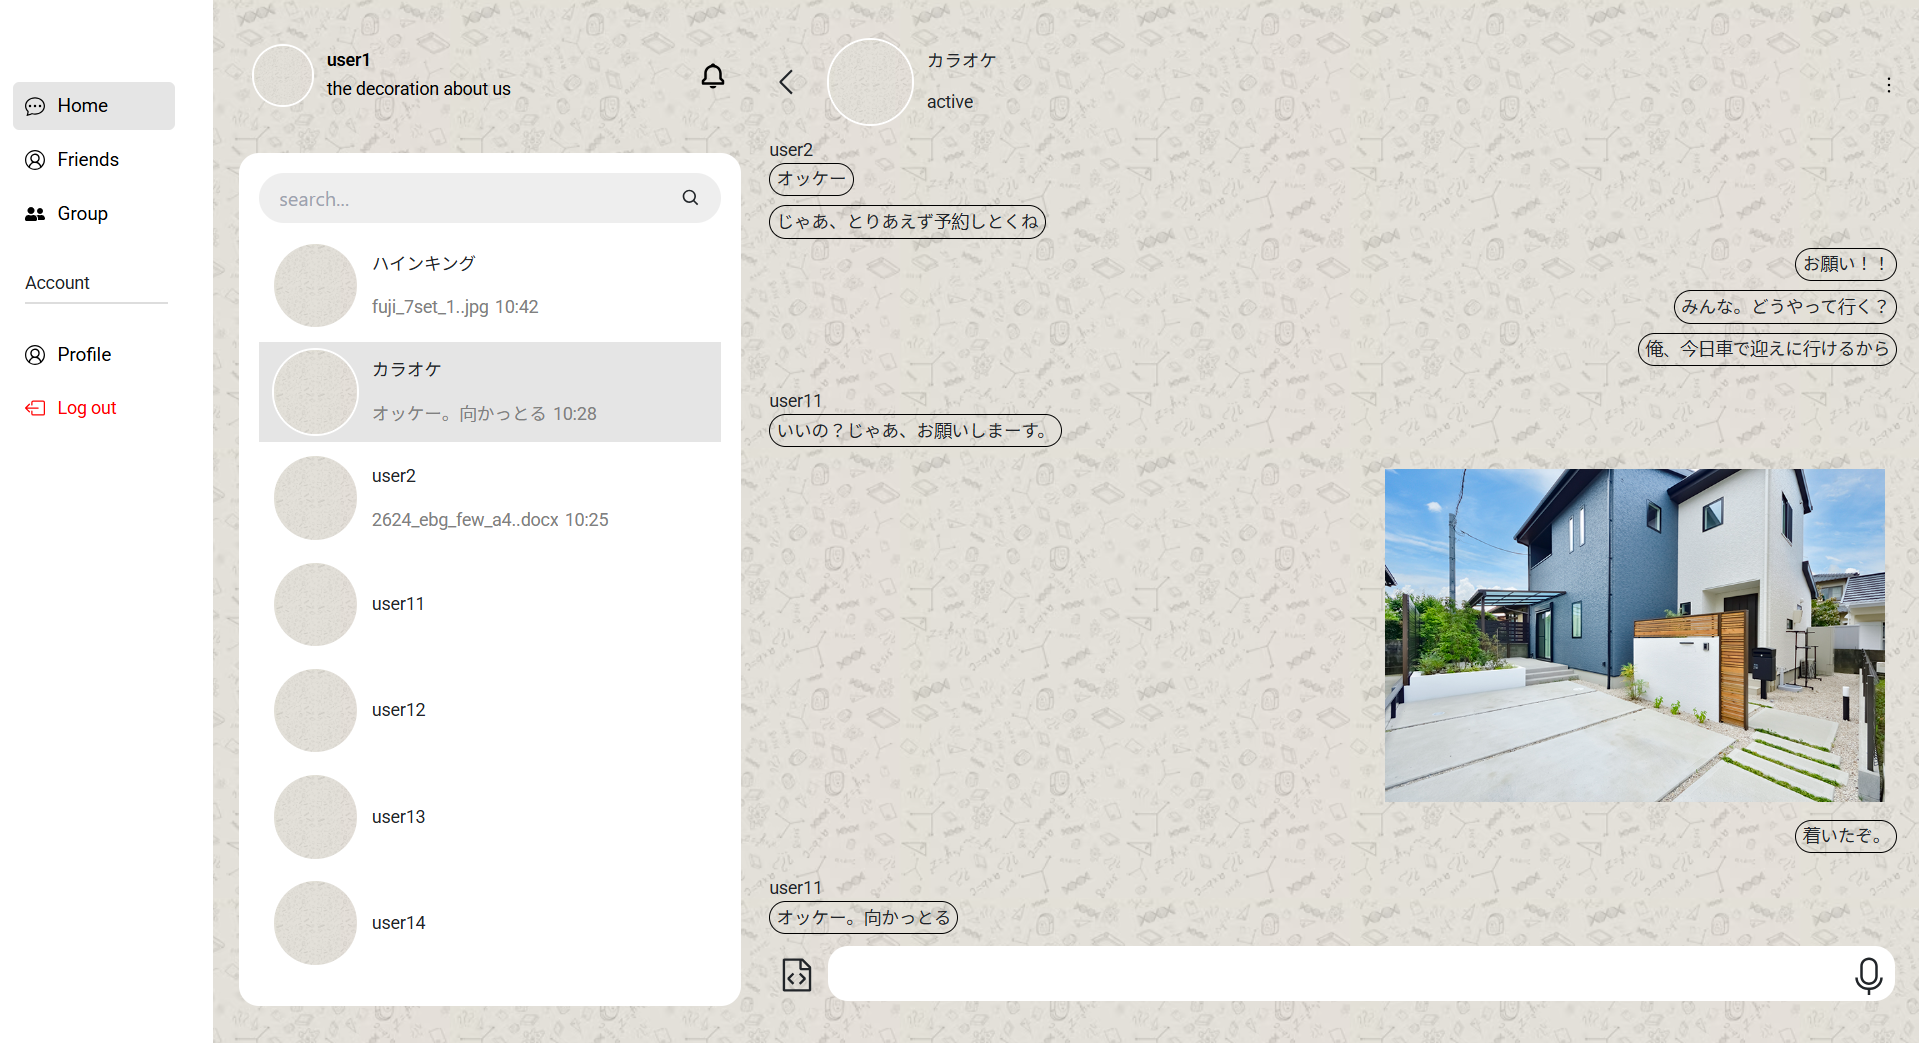 Home
Friends
Group
Account
Profile
Log out
user1
the decoration about us
search...
ハインキング
fuji_7set_1..jpg 10:42
カラオケ
オッケー。向かっとる 10:28
user2
2624_ebg_few_a4..docx 10:25
user11
user12
user13
user14
カラオケ
active
user2
オッケー
じゃあ、とりあえず予約しとくね
お願い！！
みんな。どうやって行く？
俺、今日車で迎えに行けるから
user11
いいの？じゃあ、お願いしまーす。
着いたぞ。
user11
オッケー。向かっとる